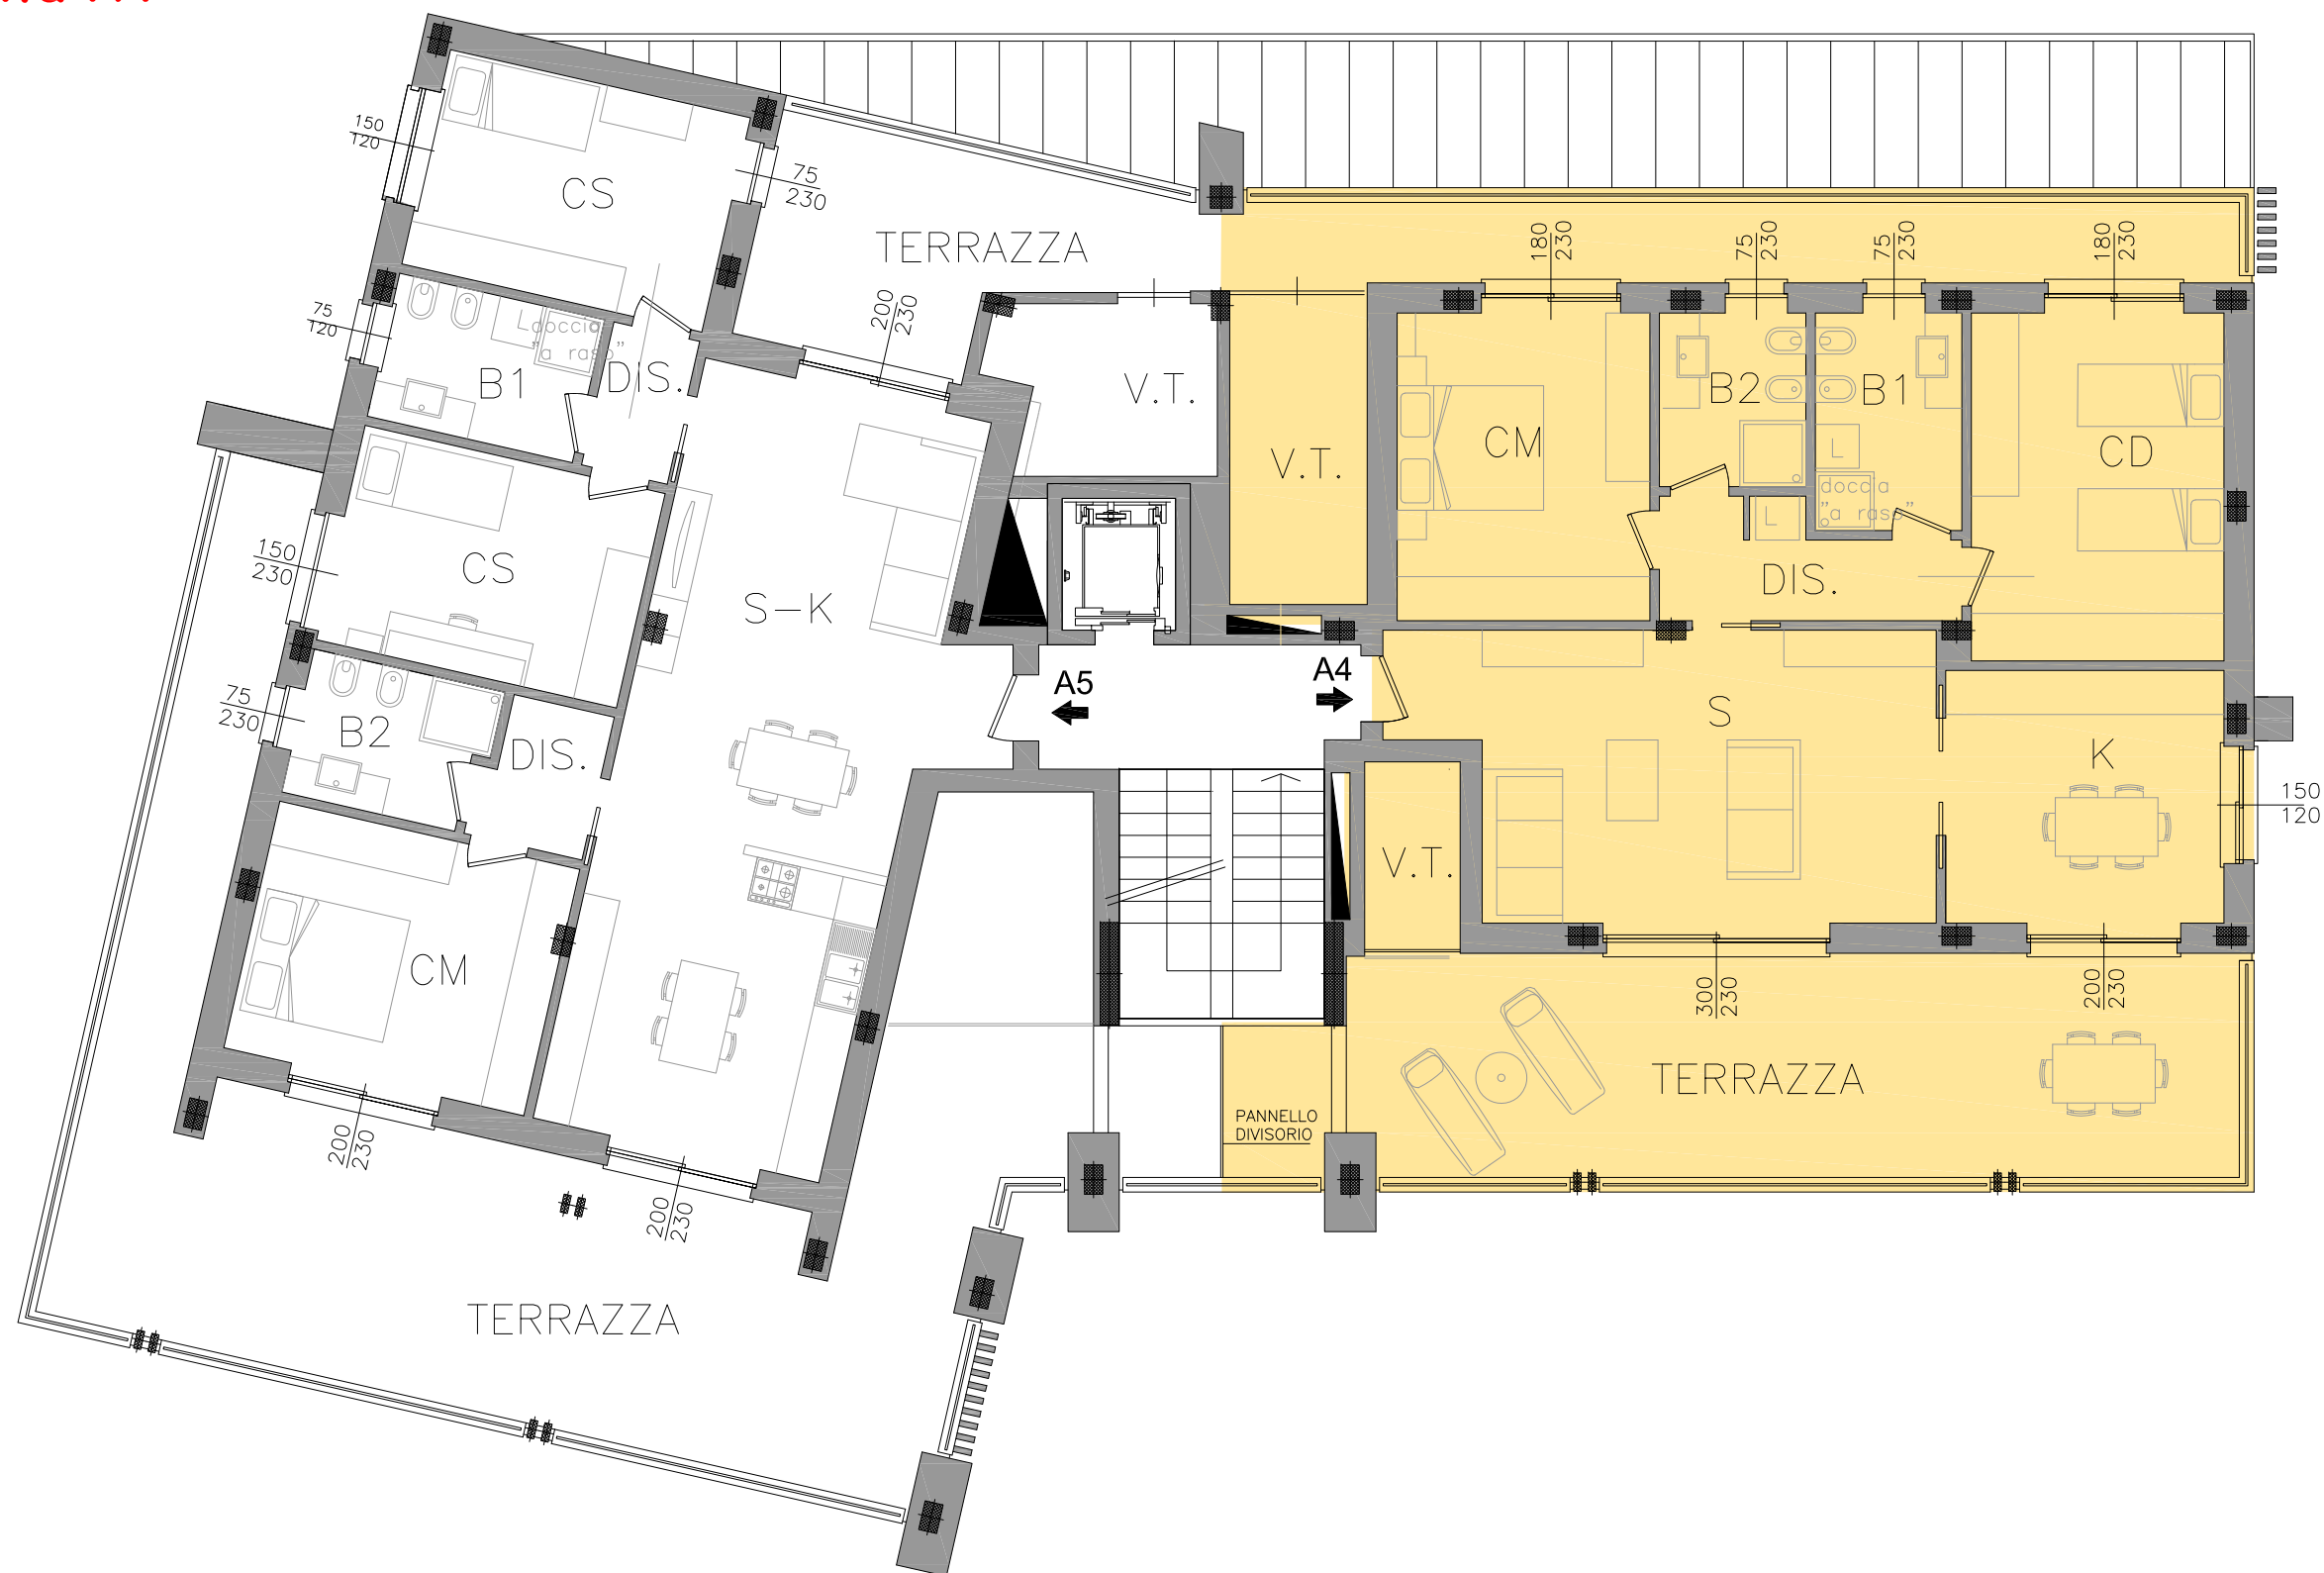 150
120
CS
75
230
TERRAZZA
180
230
75
230
75
230
180
230
75
120
L
doccia
"a raso"
B1
DIS.
200
230
V.T.
V.T.
CM
B2
B1
CD
L
doccia
"a raso"
L
150
230
CS
S-K
DIS.
A5
A4
S
75
230
B2
DIS.
K
150
120
V.T.
CM
300
230
200
230
TERRAZZA
PANNELLO
DIVISORIO
200
230
200
230
TERRAZZA